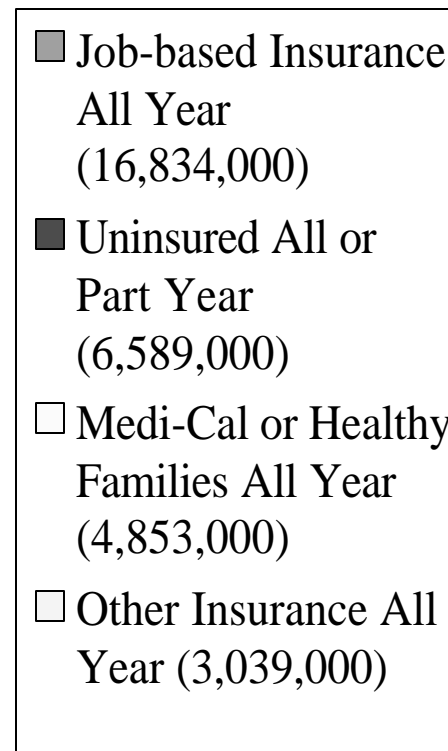 Job-based Insurance
All Year
(16,834,000)
Uninsured All or
Part Year
(6,589,000)
Medi-Cal or Healthy
Families All Year
(4,853,000)
Other Insurance All
Year (3,039,000)